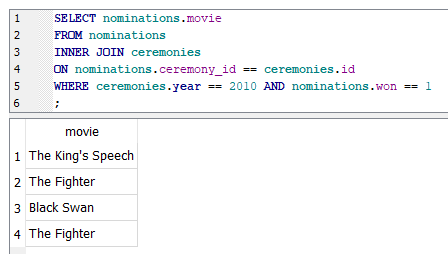 1 SELECT nominations.movie
2 FROM nominations
3 INNER JOIN ceremonies
4 ON nominations.ceremony_id == ceremonies.id
5 WHERE ceremonies.year == 2010 AND nominations.won == 1
6 ;
movie
1 The King's Speech
2 The Fighter
3 Black Swan
4 The Fighter